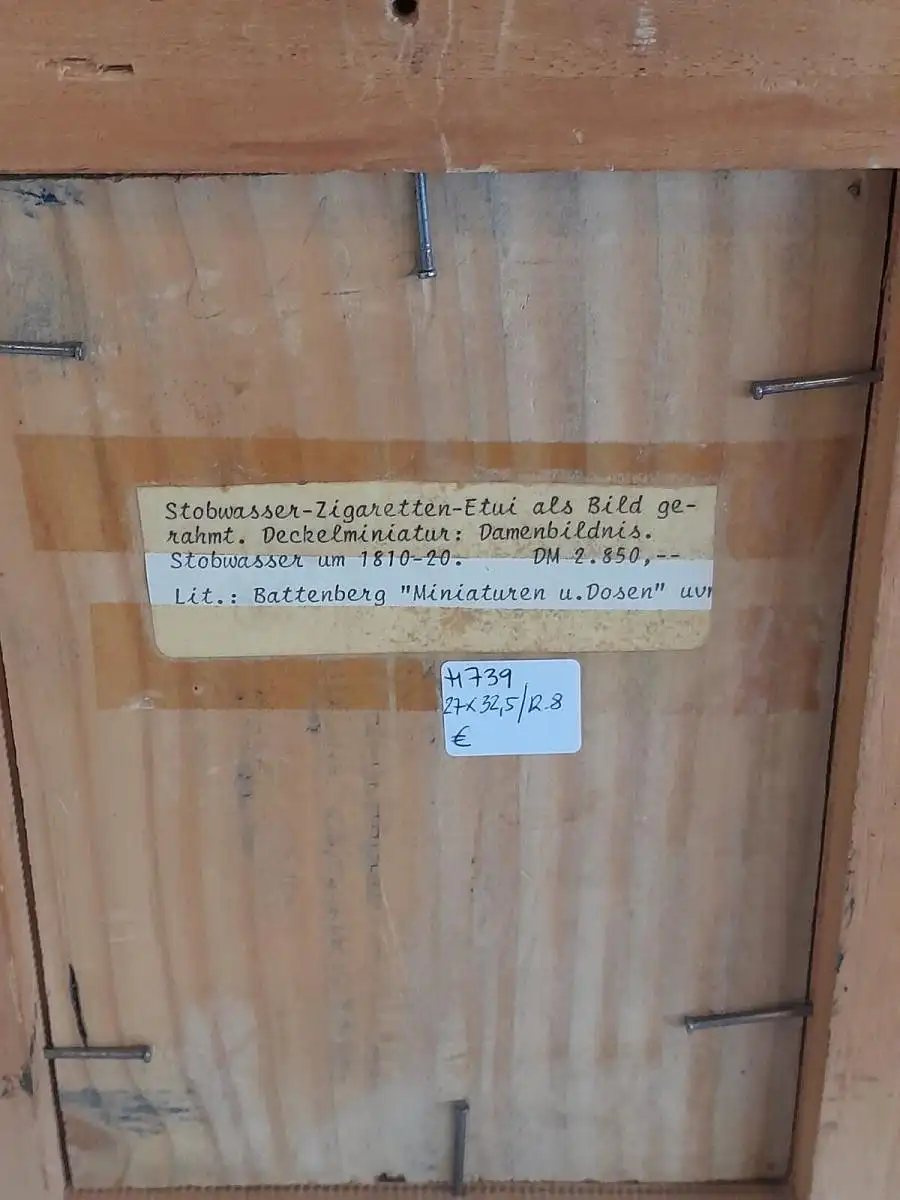 Stobwasser-Zigaretten-Etui als Bild ge-
rahmt. Deckelminiatur: Damenbildnis.
Stobwasser um 1810-20. DM 2.850,--
Lit.: Battenberg "Miniaturen u.Dosen"
H739
27x32,5/12.8
€